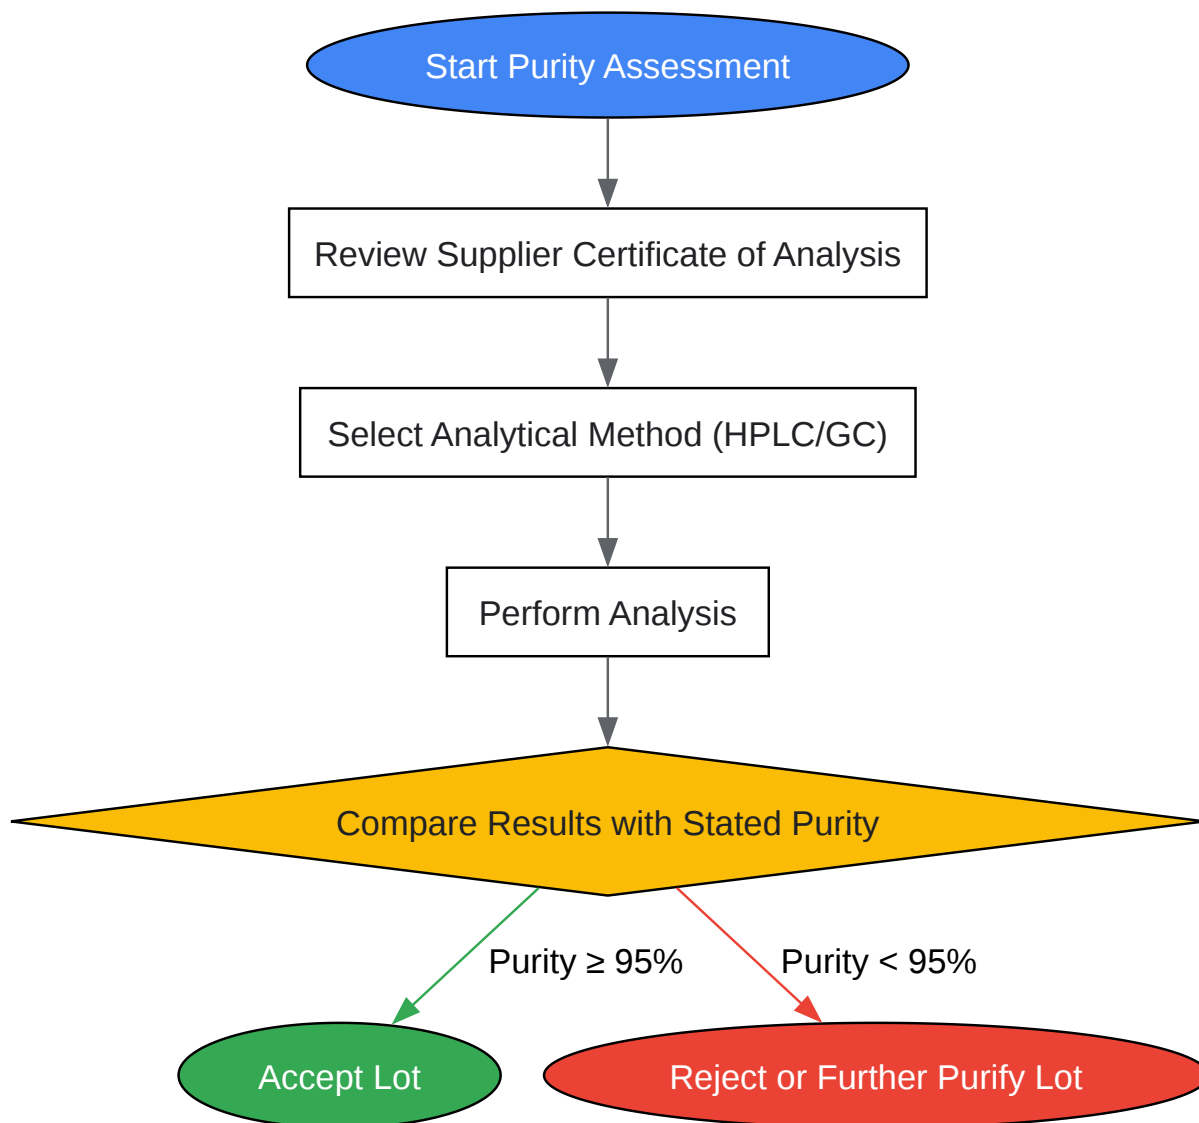 Start Purity Assessment
Review Supplier Certificate of Analysis
Select Analytical Method (HPLC/GC)
Perform Analysis
Compare Results with Stated Purity
Purity ≥ 95%
Purity < 95%
Accept Lot
Reject or Further Purify Lot